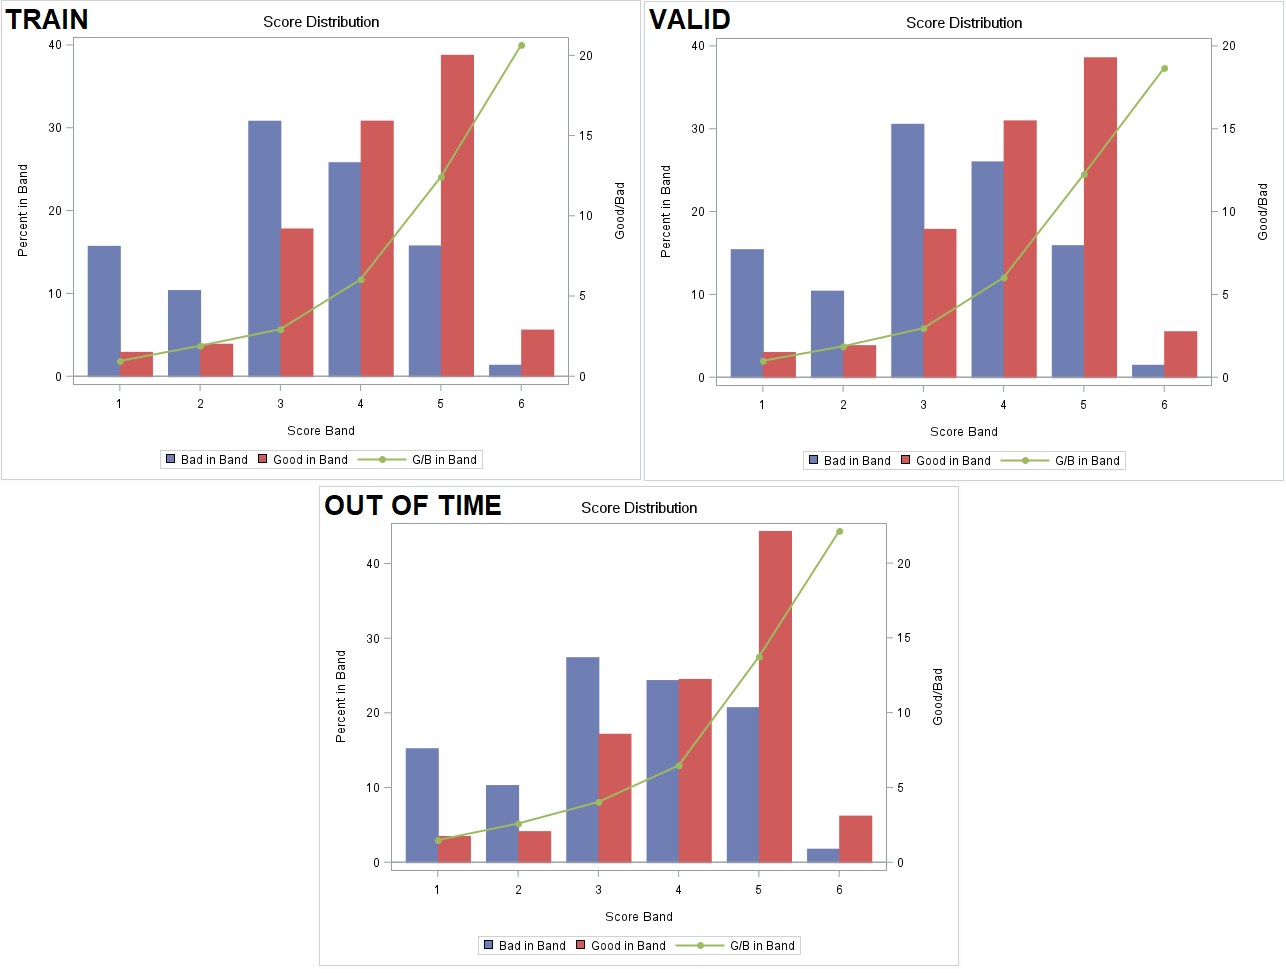 TRAIN
Score Distribution
40
30
20
10
0
Percent in Band
20
15
10
5
0
Good/Bad
1 2 3 4 5 6
Score Band
Bad in Band Good in Band G/B in Band
VALID
Score Distribution
40
30
20
10
0
Percent in Band
20
15
10
5
0
Good/Bad
1 2 3 4 5 6
Score Band
Bad in Band Good in Band G/B in Band
OUT OF TIME
Score Distribution
40
30
20
10
0
Percent in Band
20
15
10
5
0
Good/Bad
1 2 3 4 5 6
Score Band
Bad in Band Good in Band G/B in Band